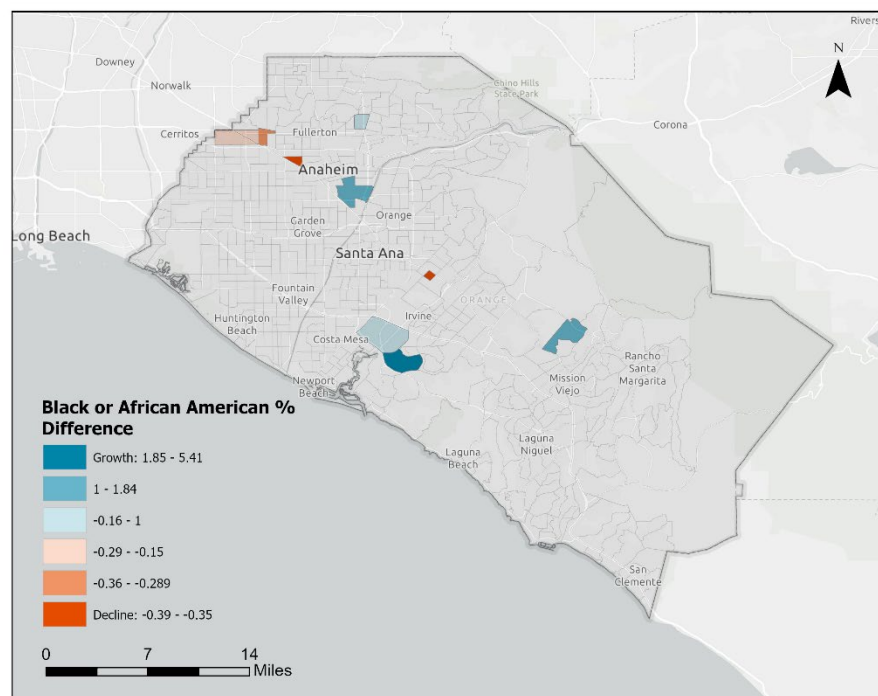 Downey
Norwalk
Cerritos
Fullerton
Chino Hills
State Park
Corona
Rivers
N
Anaheim
Garden
Grove
Orange
Long Beach
Santa Ana
Fountain
Valley
ORANGE
Huntington
Beach
Irvine
Costa Mesa
Newport
Beach
Mission
Viejo
Rancho
Santa
Margarita
Laguna
Beach
Laguna
Niguel
San
Clemente
Black or African American %
Difference
Growth: 1.85 - 5.41
1 - 1.84
-0.16 - 1
-0.29 - -0.15
-0.36 - -0.289
Decline: -0.39 - -0.35
0 7 14
Miles